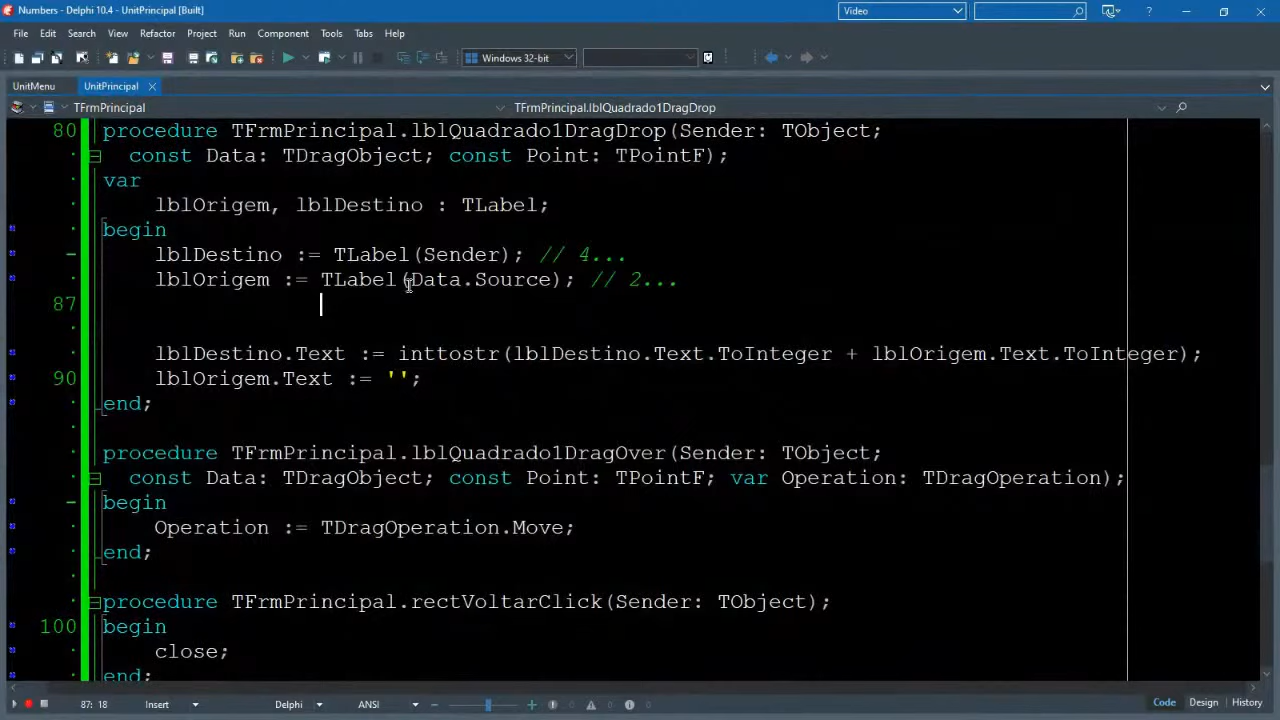 Numbers - Delphi 10.4 - UnitPrincipal [Built]
Video
File Edit Search View Refactor Project Run Component Tools Tabs Help
Windows 32-bit
UnitMenu UnitPrincipal
TFrmPrincipal TFrmPrincipal.lblQuadrado1DragDrop
80 procedure TFrmPrincipal.lblQuadrado1DragDrop(Sender: TObject;
const Data: TDragObject; const Point: TPointF);
var
lblOrigem, lblDestino : TLabel;
begin
lblDestino := TLabel(Sender); // 4...
lblOrigem := TLabel(Data.Source); // 2...
87
lblDestino.Text := inttostr(lblDestino.Text.ToInteger + lblOrigem.Text.ToInteger);
90 lblOrigem.Text := '';
end;
procedure TFrmPrincipal.lblQuadrado1DragOver(Sender: TObject;
const Data: TDragObject; const Point: TPointF; var Operation: TDragOperation);
begin
Operation := TDragOperation.Move;
end;
procedure TFrmPrincipal.rectVoltarClick(Sender: TObject);
100 begin
close;
end;
87: 18 Insert Delphi ANSI 0 0 0 Code Design History